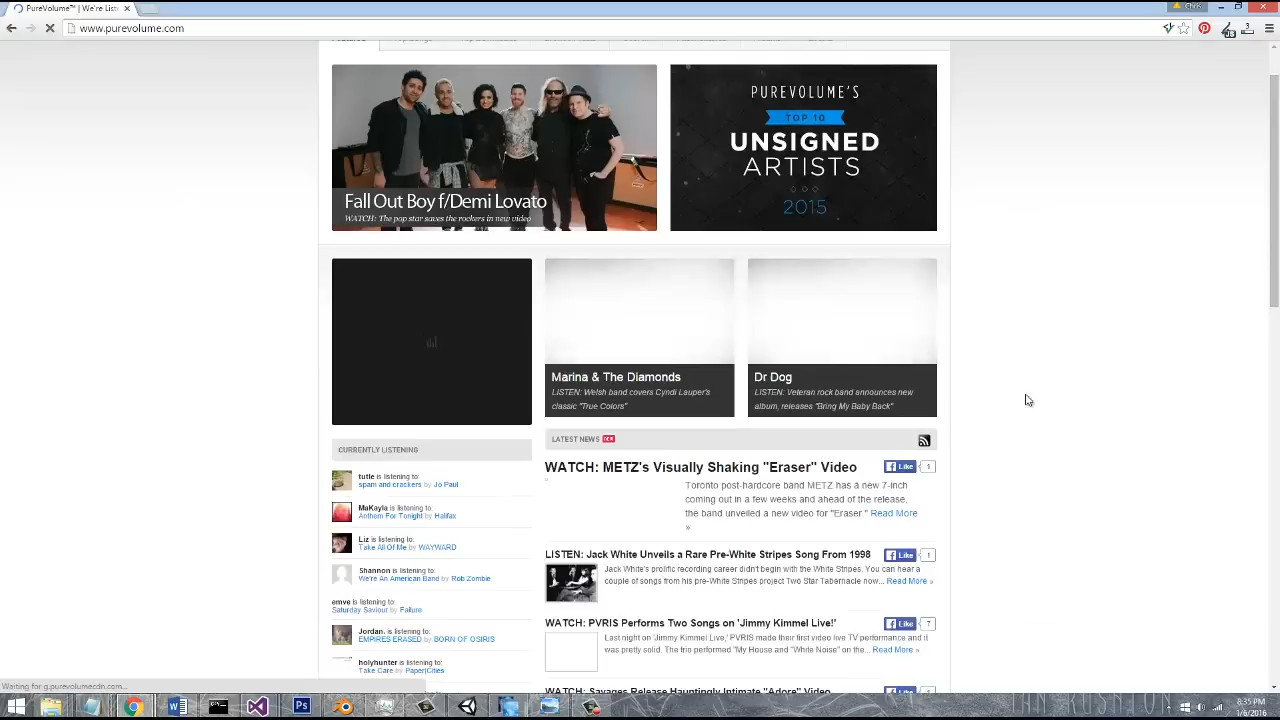 PureVolume™ | We're List
Chris
www.purevolume.com
Fall Out Boy f/Demi Lovato
WATCH: The pop star saves the rockers in new video
PUREVOLUME'S
TOP 10
UNSIGNED
ARTISTS
2015
Marina & The Diamonds
LISTEN: Welsh band covers Cyndi Lauper's
classic "True Colors"
Dr Dog
LISTEN: Veteran rock band announces new
album, releases "Bring My Baby Back"
CURRENTLY LISTENING
tutle is listening to:
spam and crackers by Jo Paul
MaKayla is listening to:
Anthem For Tonight by Halifax
Liz is listening to:
Take All Of Me by WAYWARD
Shannon is listening to:
We're An American Band by Rob Zombie
emve is listening to:
Saturday Saviour by Failure
Jordan. is listening to:
EMPIRES ERASED by BORN OF OSIRIS
holyhunter is listening to:
Take Care by Paper|Cities
LATEST NEWS
WATCH: METZ's Visually Shaking "Eraser" Video
Like 1
Toronto post-hardcore band METZ has a new 7-inch
coming out in a few weeks and ahead of the release,
the band unveiled a new video for "Eraser." Read More
»
LISTEN: Jack White Unveils a Rare Pre-White Stripes Song From 1998
Like 1
Jack White's prolific recording career didn't begin with the White Stripes. You can hear a
couple of songs from his pre-White Stripes project Two Star Tabernacle now... Read More »
WATCH: PVRIS Performs Two Songs on 'Jimmy Kimmel Live!'
Like 7
Last night on 'Jimmy Kimmel Live,' PVRIS made their first video live TV performance and it
was pretty solid. The trio performed "My House and "White Noise" on the... Read More »
WATCH: Savages Release Hauntingly Intimate "Adore" Video
Waiting for g.purevolumecdn.com...
8:35 PM
1/6/2016